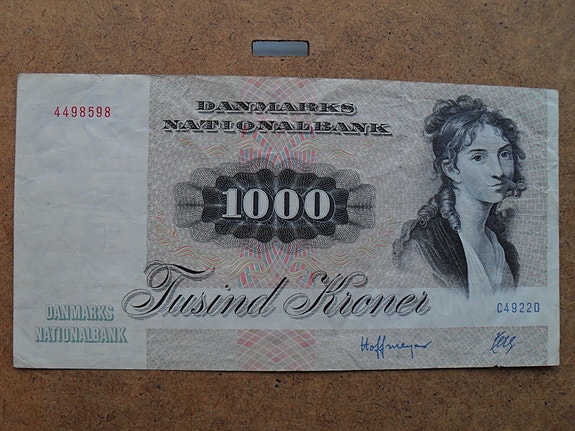 4498598
DANMARKS
NATIONALBANK
1000
Tusind Kroner
C4922D
DANMARKS
NATIONALBANK
Hoffmeyer